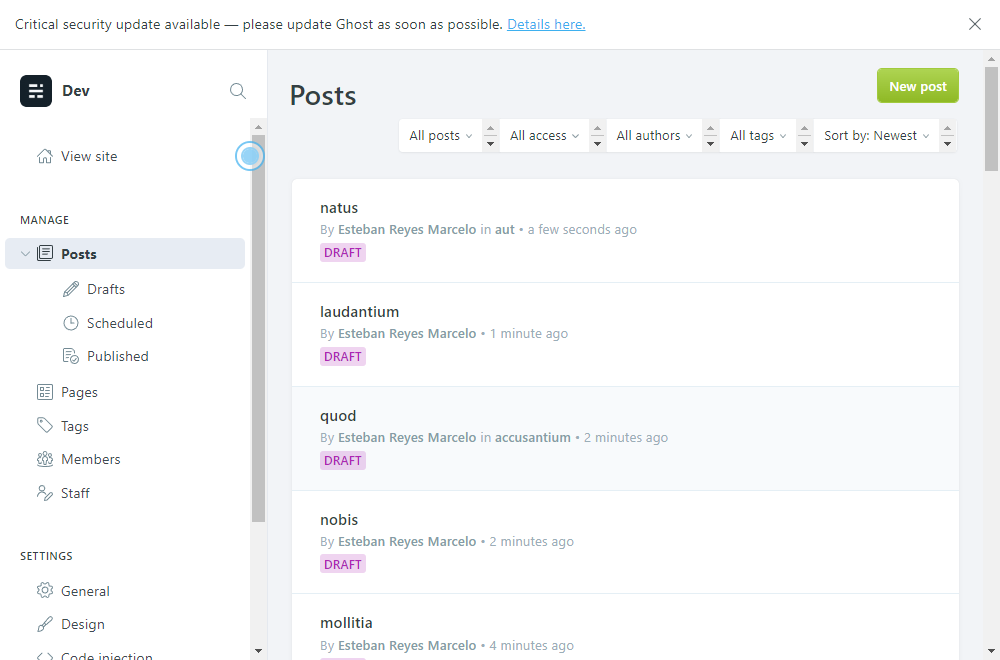 Critical security update available — please update Ghost as soon as possible. Details here.
Dev
View site
MANAGE
Posts
Drafts
Scheduled
Published
Pages
Tags
Members
Staff
SETTINGS
General
Design
Code injection
Posts
New post
All posts
All access
All authors
All tags
Sort by: Newest
natus
By Esteban Reyes Marcelo in aut • a few seconds ago
DRAFT
laudantium
By Esteban Reyes Marcelo • 1 minute ago
DRAFT
quod
By Esteban Reyes Marcelo in accusantium • 2 minutes ago
DRAFT
nobis
By Esteban Reyes Marcelo • 2 minutes ago
DRAFT
mollitia
By Esteban Reyes Marcelo • 4 minutes ago